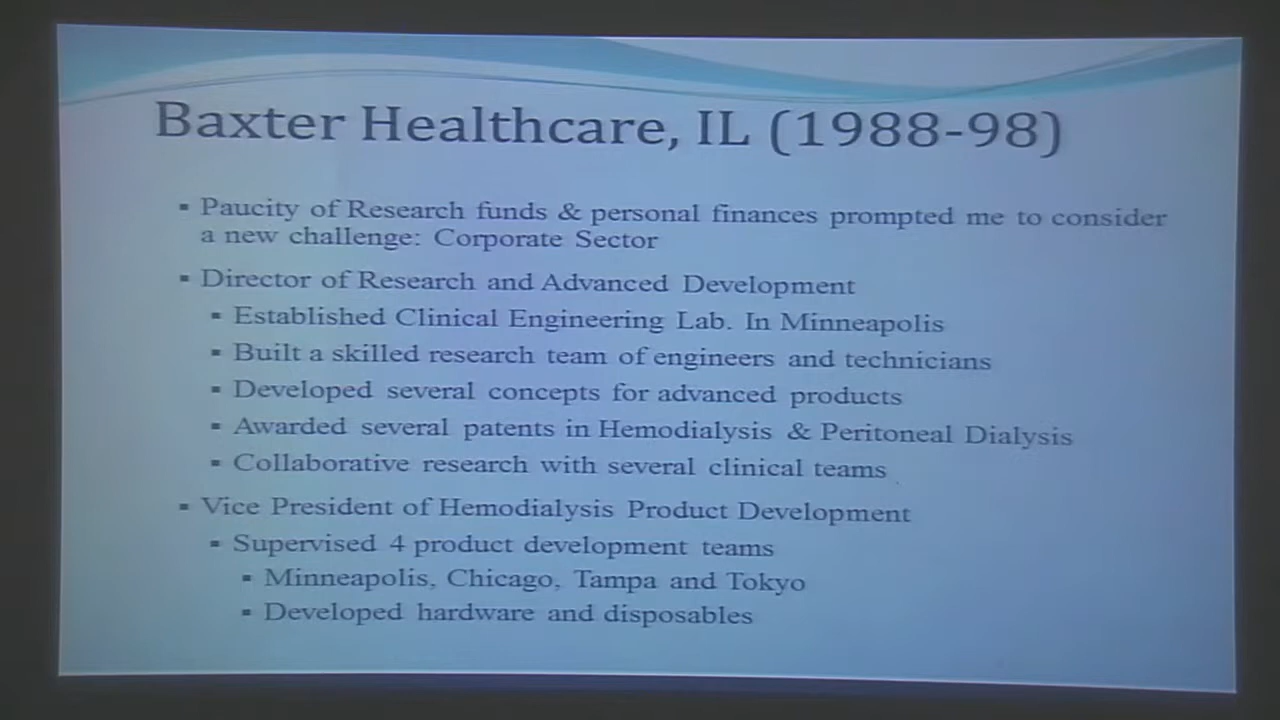 Baxter Healthcare, IL (1988-98)
▪ Paucity of Research funds & personal finances prompted me to consider
a new challenge: Corporate Sector
▪ Director of Research and Advanced Development
▪ Established Clinical Engineering Lab. In Minneapolis
▪ Built a skilled research team of engineers and technicians
▪ Developed several concepts for advanced products
▪ Awarded several patents in Hemodialysis & Peritoneal Dialysis
▪ Collaborative research with several clinical teams
▪ Vice President of Hemodialysis Product Development
▪ Supervised 4 product development teams
▪ Minneapolis, Chicago, Tampa and Tokyo
▪ Developed hardware and disposables